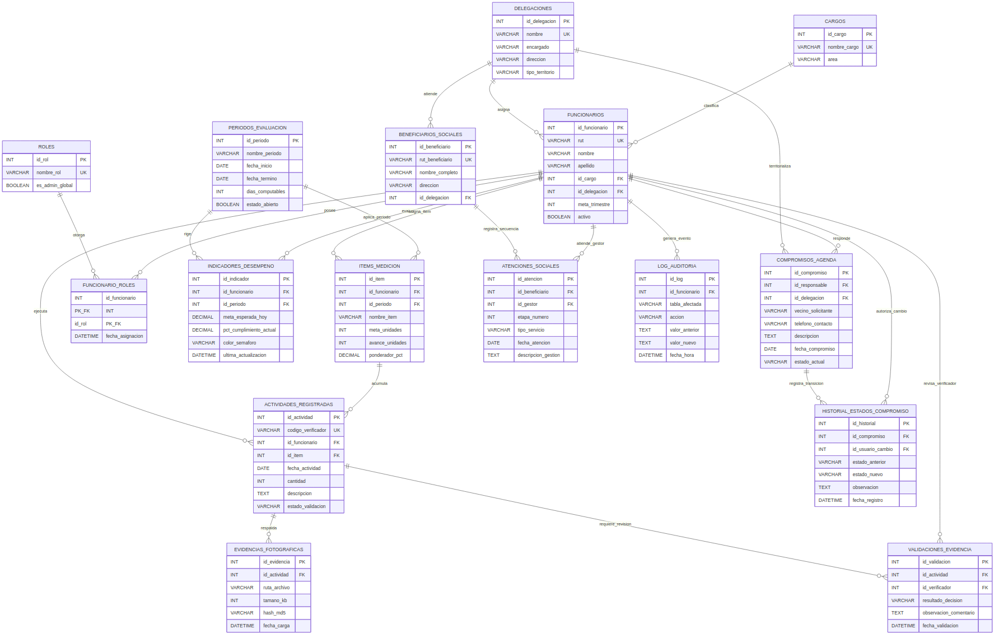 DELEGACIONES
INT id_delegacion PK
VARCHAR nombre UK
VARCHAR encargado
VARCHAR direccion
VARCHAR tipo_territorio
CARGOS
INT id_cargo PK
VARCHAR nombre_cargo UK
VARCHAR area
atiende
asigna
clasifica
territorializa
FUNCIONARIOS
INT id_funcionario PK
VARCHAR rut UK
VARCHAR nombre
VARCHAR apellido
INT id_cargo FK
INT id_delegacion FK
INT meta_trimestre
BOOLEAN activo
PERIODOS_EVALUACION
INT id_periodo PK
VARCHAR nombre_periodo
DATE fecha_inicio
DATE fecha_termino
INT dias_computables
BOOLEAN estado_abierto
BENEFICIARIOS_SOCIALES
INT id_beneficiario PK
VARCHAR rut_beneficiario UK
VARCHAR nombre_completo
VARCHAR direccion
INT id_delegacion FK
ROLES
INT id_rol PK
VARCHAR nombre_rol UK
BOOLEAN es_admin_global
otorga
rige
posee
aplica_periodo
asigna_item
registra_secuencia
atiende_gestor
genera_evento
responde
ejecuta
autoriza_cambio
revisa_verificador
FUNCIONARIO_ROLES
INT id_funcionario
PK_FK INT
id_rol PK_FK
DATETIME fecha_asignacion
INDICADORES_DESEMPENO
INT id_indicador PK
INT id_funcionario FK
INT id_periodo FK
DECIMAL meta_esperada_hoy
DECIMAL pct_cumplimiento_actual
VARCHAR color_semaforo
DATETIME ultima_actualizacion
ITEMS_MEDICION
INT id_item PK
INT id_funcionario FK
INT id_periodo FK
VARCHAR nombre_item
INT meta_unidades
INT avance_unidades
DECIMAL ponderador_pct
ATENCIONES_SOCIALES
INT id_atencion PK
INT id_beneficiario FK
INT id_gestor FK
INT etapa_numero
VARCHAR tipo_servicio
DATE fecha_atencion
TEXT descripcion_gestion
LOG_AUDITORIA
INT id_log PK
INT id_funcionario FK
VARCHAR tabla_afectada
VARCHAR accion
TEXT valor_anterior
TEXT valor_nuevo
DATETIME fecha_hora
COMPROMISOS_AGENDA
INT id_compromiso PK
INT id_responsable FK
INT id_delegacion FK
VARCHAR vecino_solicitante
VARCHAR telefono_contacto
TEXT descripcion
DATE fecha_compromiso
VARCHAR estado_actual
acumula
registra_transicion
ACTIVIDADES_REGISTRADAS
INT id_actividad PK
VARCHAR codigo_verificador UK
INT id_funcionario FK
INT id_item FK
DATE fecha_actividad
INT cantidad
TEXT descripcion
VARCHAR estado_validacion
HISTORIAL_ESTADOS_COMPROMISO
INT id_historial PK
INT id_compromiso FK
INT id_usuario_cambio FK
VARCHAR estado_anterior
VARCHAR estado_nuevo
TEXT observacion
DATETIME fecha_registro
respalda
requiere_revision
EVIDENCIAS_FOTOGRAFICAS
INT id_evidencia PK
INT id_actividad FK
VARCHAR ruta_archivo
INT tamano_kb
VARCHAR hash_md5
DATETIME fecha_carga
VALIDACIONES_EVIDENCIA
INT id_validacion PK
INT id_actividad FK
INT id_verificador FK
VARCHAR resultado_decision
TEXT observacion_comentario
DATETIME fecha_validacion